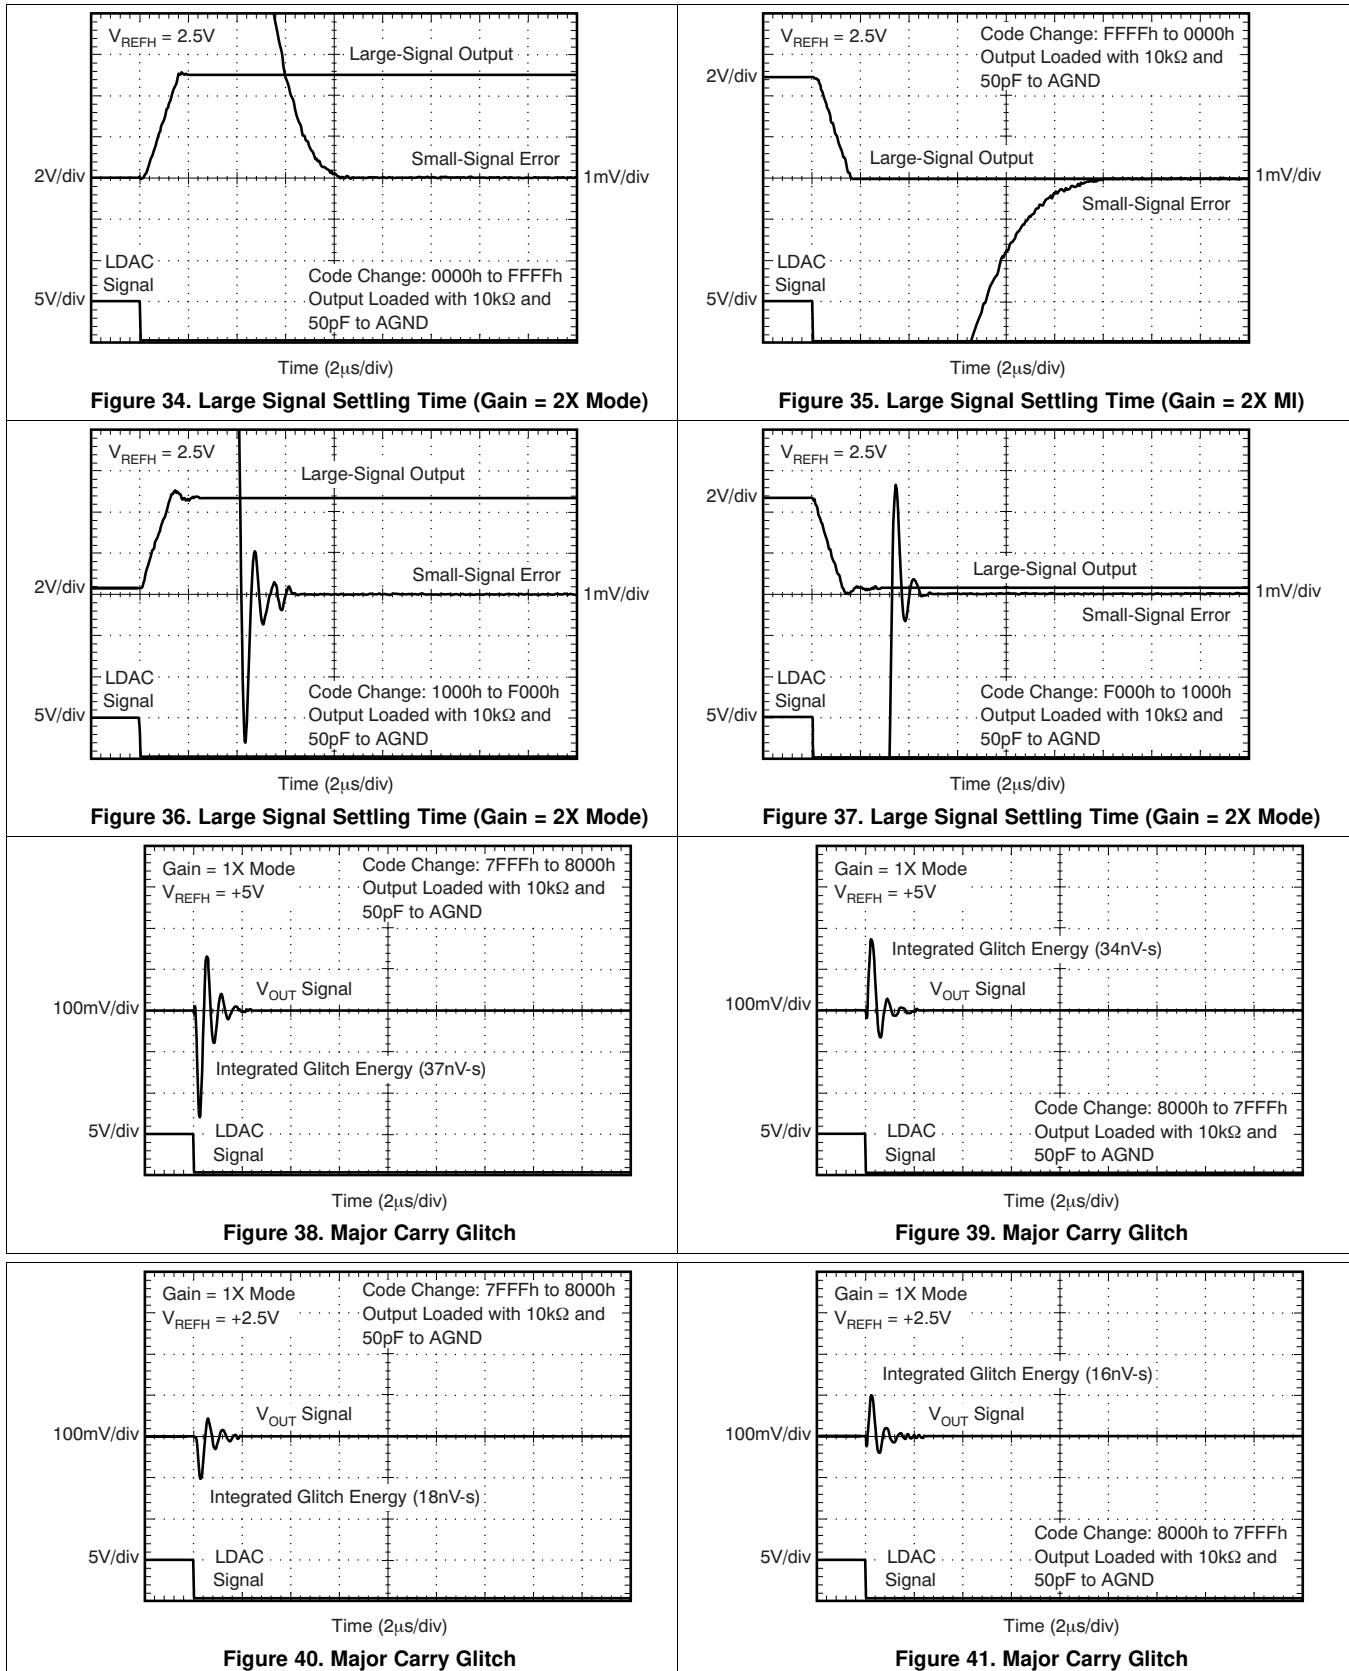 V_REFH = 2.5V
Large-Signal Output
Small-Signal Error
2V/div
1mV/div
LDAC
Signal
5V/div
Code Change: 0000h to FFFFh
Output Loaded with 10kΩ and
50pF to AGND
Time (2μs/div)
Figure 34. Large Signal Settling Time (Gain = 2X Mode)
V_REFH = 2.5V
Code Change: FFFFh to 0000h
Output Loaded with 10kΩ and
50pF to AGND
2V/div
Large-Signal Output
1mV/div
Small-Signal Error
LDAC
Signal
5V/div
Time (2μs/div)
Figure 35. Large Signal Settling Time (Gain = 2X MI)
V_REFH = 2.5V
Large-Signal Output
Small-Signal Error
2V/div
1mV/div
LDAC
Signal
5V/div
Code Change: 1000h to F000h
Output Loaded with 10kΩ and
50pF to AGND
Time (2μs/div)
Figure 36. Large Signal Settling Time (Gain = 2X Mode)
V_REFH = 2.5V
2V/div
Large-Signal Output
1mV/div
Small-Signal Error
LDAC
Signal
5V/div
Code Change: F000h to 1000h
Output Loaded with 10kΩ and
50pF to AGND
Time (2μs/div)
Figure 37. Large Signal Settling Time (Gain = 2X Mode)
Gain = 1X Mode
V_REFH = +5V
Code Change: 7FFFh to 8000h
Output Loaded with 10kΩ and
50pF to AGND
V_OUT Signal
100mV/div
Integrated Glitch Energy (37nV-s)
5V/div
LDAC
Signal
Time (2μs/div)
Figure 38. Major Carry Glitch
Gain = 1X Mode
V_REFH = +5V
Integrated Glitch Energy (34nV-s)
V_OUT Signal
100mV/div
5V/div
LDAC
Signal
Code Change: 8000h to 7FFFh
Output Loaded with 10kΩ and
50pF to AGND
Time (2μs/div)
Figure 39. Major Carry Glitch
Gain = 1X Mode
V_REFH = +2.5V
Code Change: 7FFFh to 8000h
Output Loaded with 10kΩ and
50pF to AGND
V_OUT Signal
100mV/div
Integrated Glitch Energy (18nV-s)
5V/div
LDAC
Signal
Time (2μs/div)
Figure 40. Major Carry Glitch
Gain = 1X Mode
V_REFH = +2.5V
Integrated Glitch Energy (16nV-s)
V_OUT Signal
100mV/div
5V/div
LDAC
Signal
Code Change: 8000h to 7FFFh
Output Loaded with 10kΩ and
50pF to AGND
Time (2μs/div)
Figure 41. Major Carry Glitch